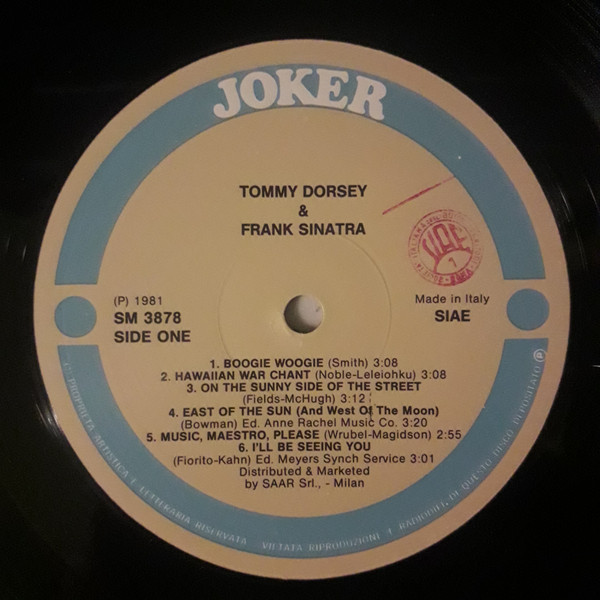 JOKER
TOMMY DORSEY
&
FRANK SINATRA
(P) 1981
SM 3878
SIDE ONE
Made in Italy
SIAE
1. BOOGIE WOOGIE (Smith) 3:08
2. HAWAIIAN WAR CHANT (Noble-Leleiohku) 3:08
3. ON THE SUNNY SIDE OF THE STREET
(Fields-McHugh) 3:12
4. EAST OF THE SUN (And West Of The Moon)
(Bowman) Ed. Anne Rachel Music Co. 3:20
5. MUSIC, MAESTRO, PLEASE (Wrubel-Magidson) 2:55
6. I'LL BE SEEING YOU
(Fiorito-Kahn) Ed. Meyers Synch Service 3:01
Distributed & Marketed
by SAAR Srl., - Milan
PROPRIETA ARTISTICA E LETTERARIA RISERVATA - VIETATA RIPRODUZIONE RADIODIF. DI QUESTO DISCO DEPOSITATO